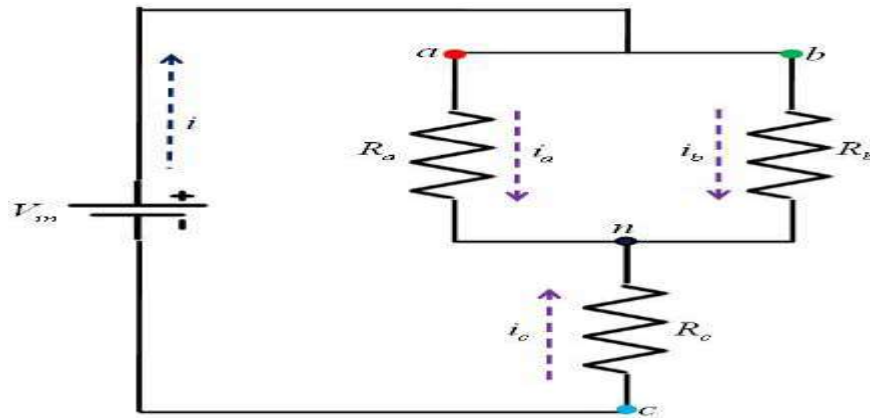 a b
i R_a i_a i_b R_b
V_m + -
n
i_c R_c
c